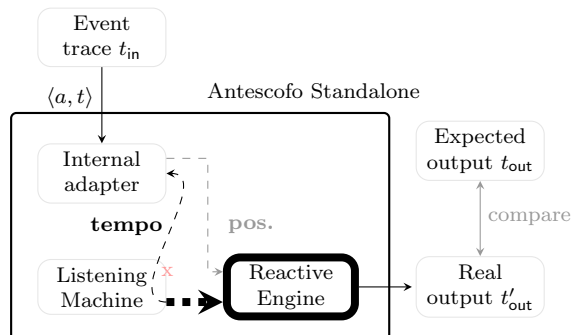 Event
trace t_in
⟨a, t⟩
Antescofo Standalone
Internal
adapter
Expected
output t_out
tempo
pos.
compare
x
Listening
Machine
Reactive
Engine
Real
output t′_out